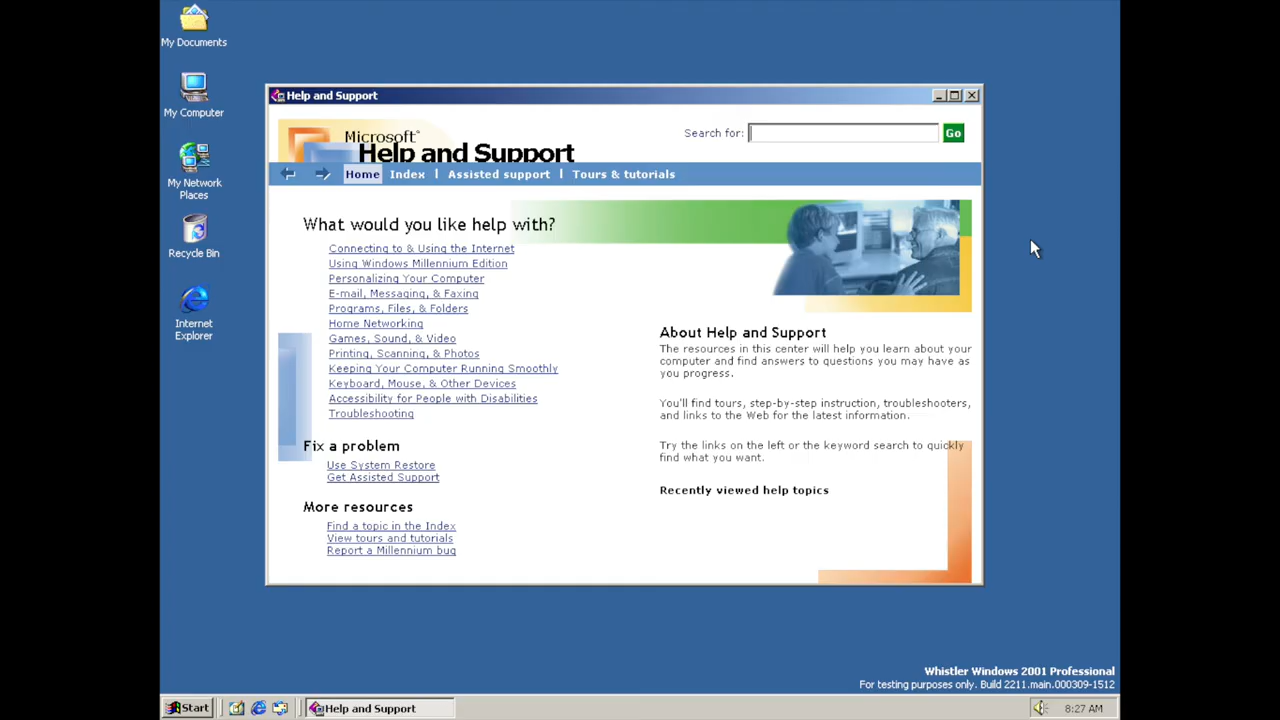 My Documents
My Computer
My Network
Places
Recycle Bin
Internet
Explorer
Help and Support
Microsoft®
Help and Support
Search for:
Go
Home Index | Assisted support | Tours & tutorials
What would you like help with?
Connecting to & Using the Internet
Using Windows Millennium Edition
Personalizing Your Computer
E-mail, Messaging, & Faxing
Programs, Files, & Folders
Home Networking
Games, Sound, & Video
Printing, Scanning, & Photos
Keeping Your Computer Running Smoothly
Keyboard, Mouse, & Other Devices
Accessibility for People with Disabilities
Troubleshooting
Fix a problem
Use System Restore
Get Assisted Support
More resources
Find a topic in the Index
View tours and tutorials
Report a Millennium bug
About Help and Support
The resources in this center will help you learn about your
computer and find answers to questions you may have as
you progress.
You'll find tours, step-by-step instruction, troubleshooters,
and links to the Web for the latest information.
Try the links on the left or the keyword search to quickly
find what you want.
Recently viewed help topics
Whistler Windows 2001 Professional
For testing purposes only. Build 2211.main.000309-1512
Start
Help and Support
8:27 AM